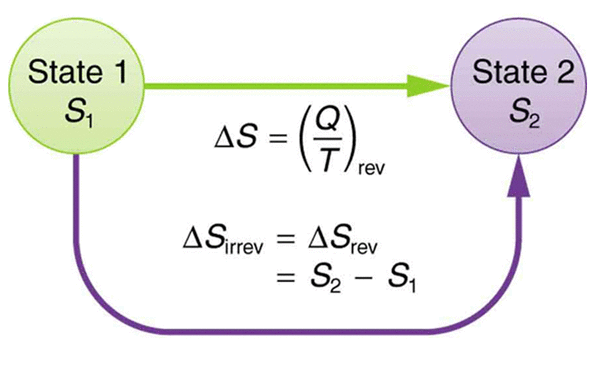 State 1
S₁
State 2
S₂
ΔS = (Q/T)rev
ΔSirrev = ΔSrev
= S₂ − S₁